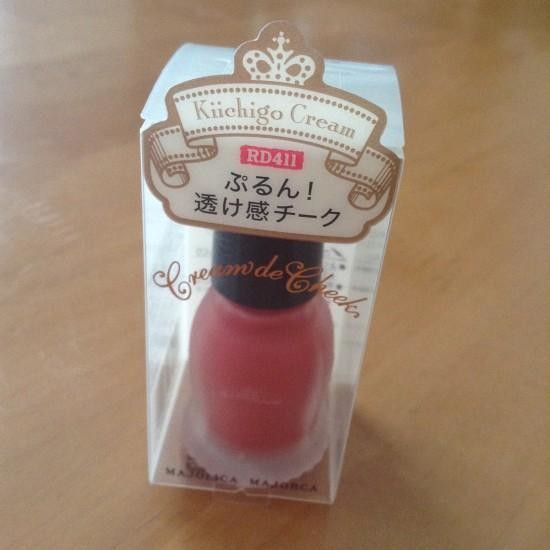 Kiichigo Cream
RD411
ぷるん!
透け感チーク
Cream de Cheek
MAJOLICA MAJORCA